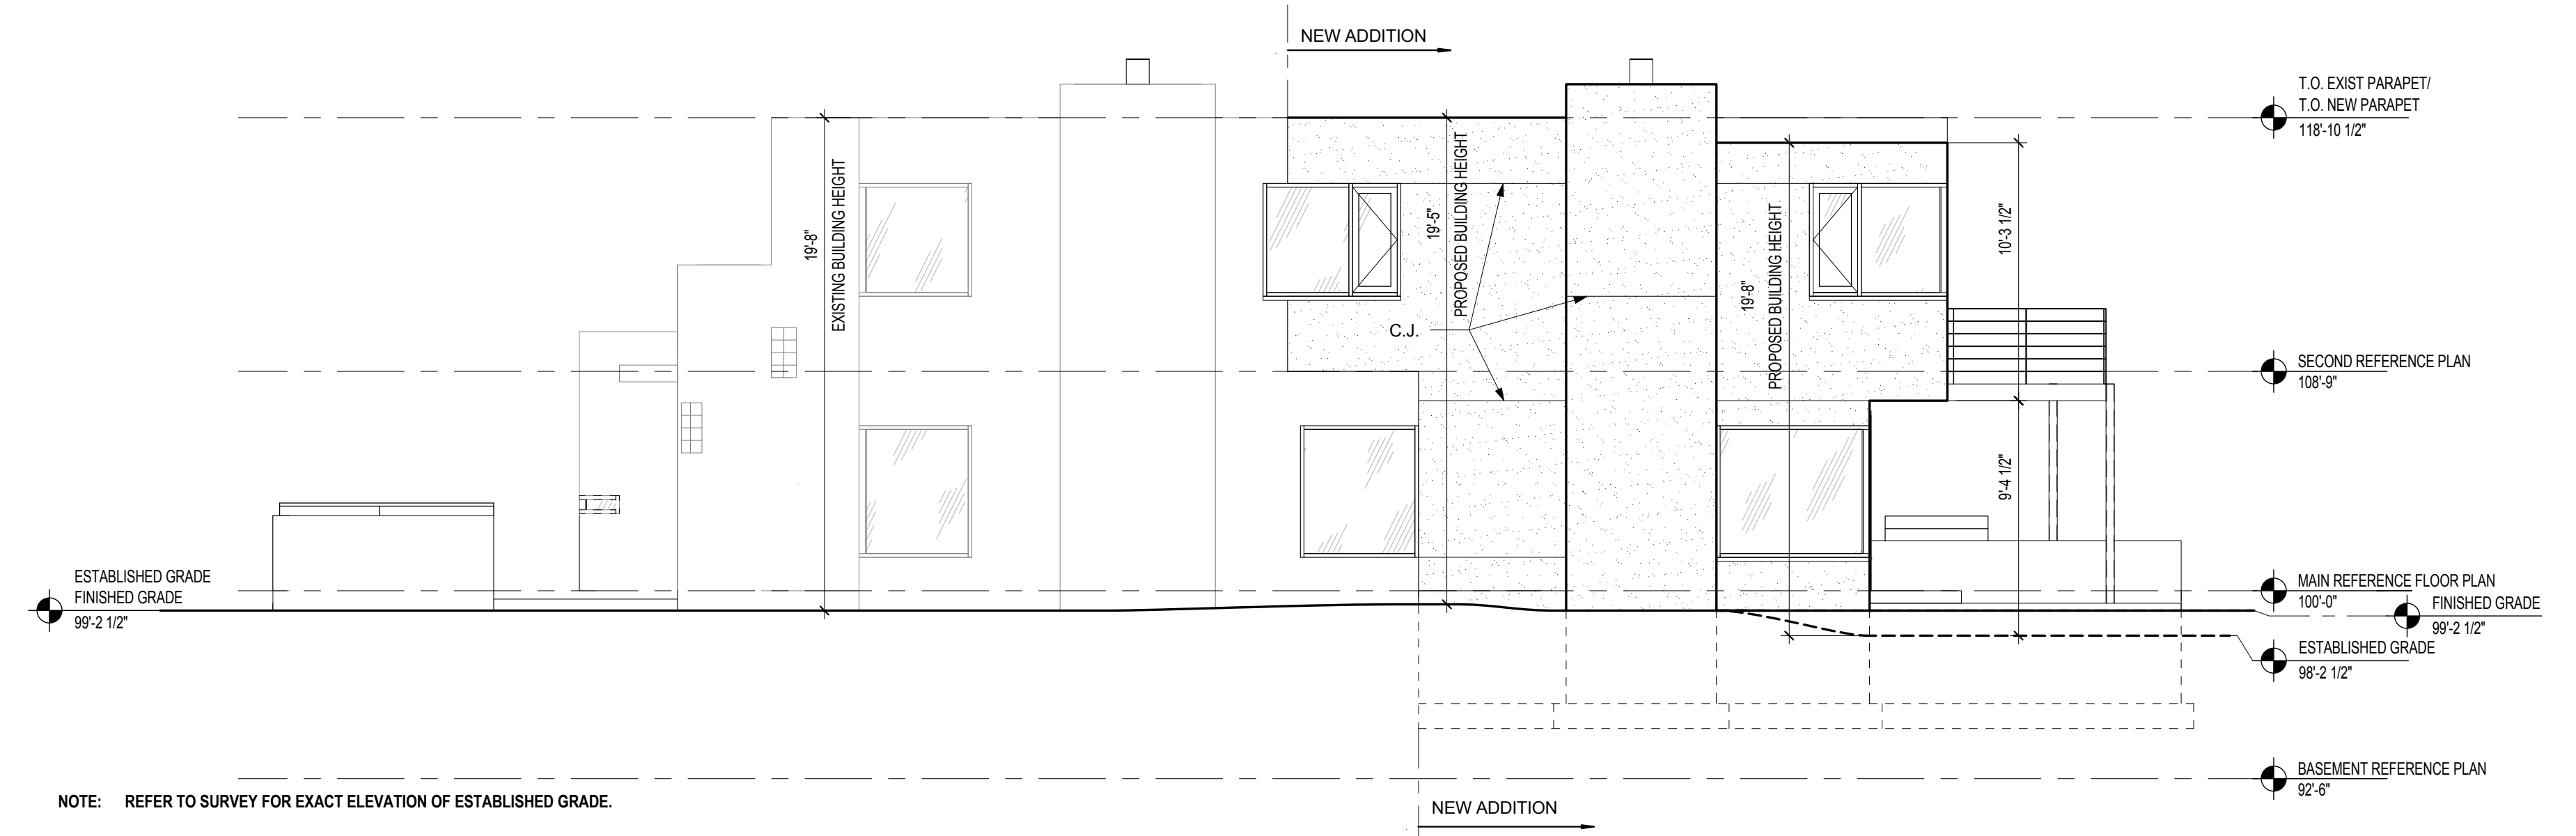 NEW ADDITION
T.O. EXIST PARAPET/
T.O. NEW PARAPET
118'-10 1/2"
19'-8"
EXISTING BUILDING HEIGHT
19'-5"
PROPOSED BUILDING HEIGHT
C.J.
19'-8"
PROPOSED BUILDING HEIGHT
10'-3 1/2"
SECOND REFERENCE PLAN
108'-9"
9'-4 1/2"
ESTABLISHED GRADE
FINISHED GRADE
99'-2 1/2"
MAIN REFERENCE FLOOR PLAN
100'-0"
FINISHED GRADE
99'-2 1/2"
ESTABLISHED GRADE
98'-2 1/2"
BASEMENT REFERENCE PLAN
92'-6"
NOTE: REFER TO SURVEY FOR EXACT ELEVATION OF ESTABLISHED GRADE.
NEW ADDITION